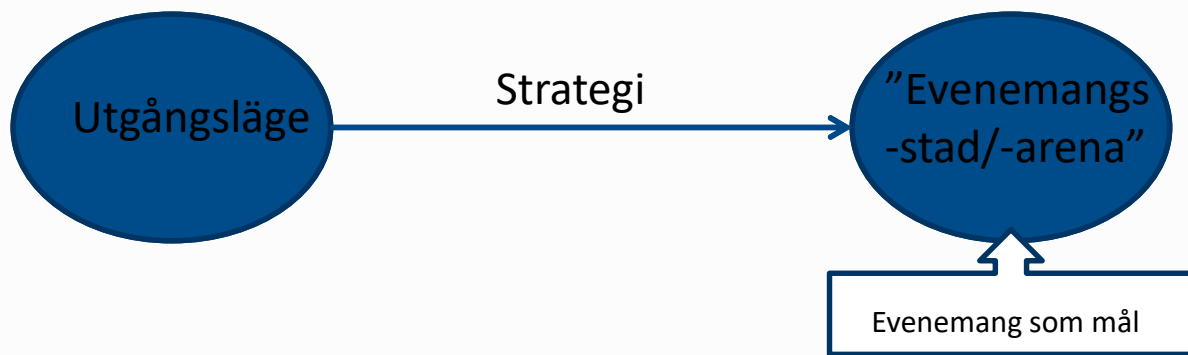 Utgångsläge
Strategi
”Evenemangs
-stad/-arena”
Evenemang som mål